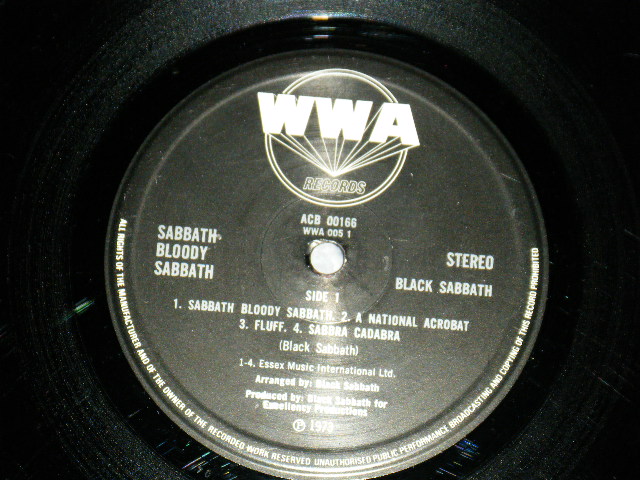 WWA
RECORDS
ACB 00166
WWA 005 1
SABBATH
BLOODY
SABBATH
STEREO
BLACK SABBATH
SIDE 1
1. SABBATH BLOODY SABBATH. 2. A NATIONAL ACROBAT
3. FLUFF. 4. SABBRA CADABRA
(Black Sabbath)
1-4. Essex Music International Ltd.
Arranged by: Black Sabbath
Produced by: Black Sabbath for
Excellency Productions
Ⓟ 1973
ALL RIGHTS OF THE MANUFACTURER AND OF THE OWNER OF THE RECORDED WORK RESERVED UNAUTHORISED PUBLIC PERFORMANCE BROADCASTING AND COPYING OF THIS RECORD PROHIBITED